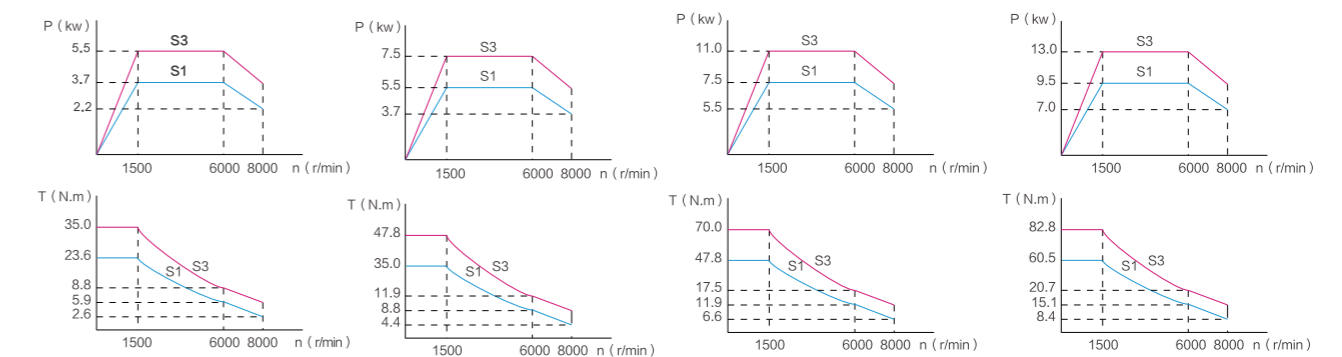 P ( kw)
5.5
S3
3.7
S1
2.2
1500
6000 8000 n ( r/min )
P ( kw)
7.5
S3
5.5
S1
3.7
1500
6000 8000 n ( r/min )
P ( kw)
11.0
S3
7.5
S1
5.5
1500
6000 8000 n ( r/min )
P ( kw)
13.0
S3
9.5
S1
7.0
1500
6000 8000 n ( r/min )
T ( N.m )
35.0
23.6
S1 S3
8.8
5.9
2.6
1500
6000 8000 n ( r/min )
T ( N.m )
47.8
35.0
S1 S3
11.9
8.8
4.4
1500
6000 8000 n ( r/min )
T ( N.m )
70.0
47.8
S1 S3
17.5
11.9
6.6
1500
6000 8000 n ( r/min )
T ( N.m )
82.8
60.5
S1 S3
20.7
15.1
8.4
1500
6000 8000 n ( r/min )